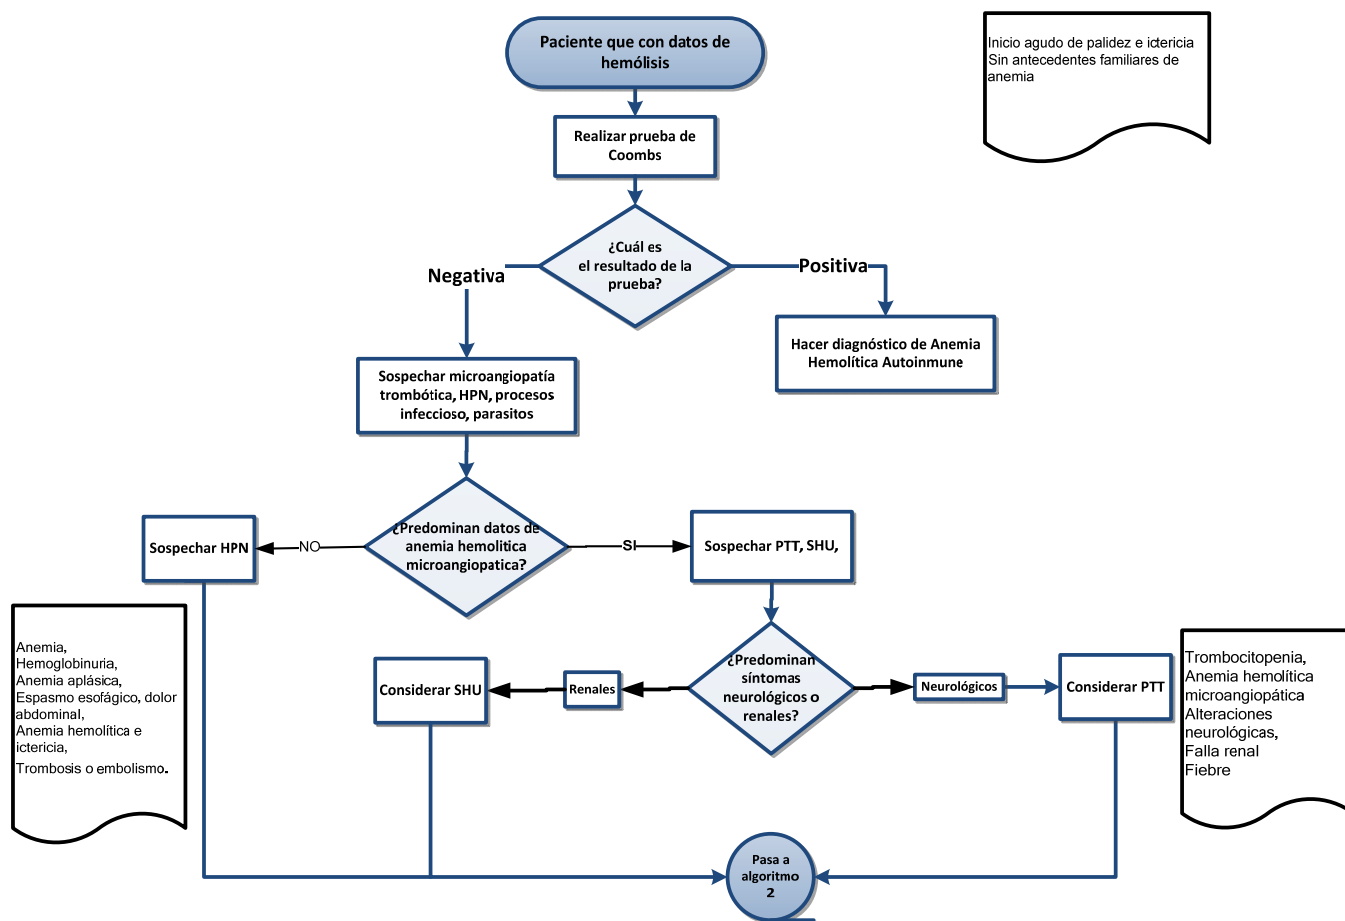 Paciente que con datos de
hemólisis
Inicio agudo de palidez e ictericia
Sin antecedentes familiares de
anemia
Realizar prueba de
Coombs
¿Cuál es
el resultado de la
prueba?
Negativa
Positiva
Hacer diagnóstico de Anemia
Hemolítica Autoinmune
Sospechar microangiopatía
trombótica, HPN, procesos
infeccioso, parasitos
¿Predominan datos de
anemia hemolitica
microangiopatica?
NO
SI
Sospechar HPN
Sospechar PTT, SHU,
Anemia,
Hemoglobinuria,
Anemia aplásica,
Espasmo esofágico, dolor
abdominal,
Anemia hemolítica e
ictericia,
Trombosis o embolismo.
Considerar SHU
Renales
¿Predominan
síntomas
neurológicos o
renales?
Neurológicos
Considerar PTT
Trombocitopenia,
Anemia hemolítica
microangiopática
Alteraciones
neurológicas,
Falla renal
Fiebre
Pasa a
algoritmo
2